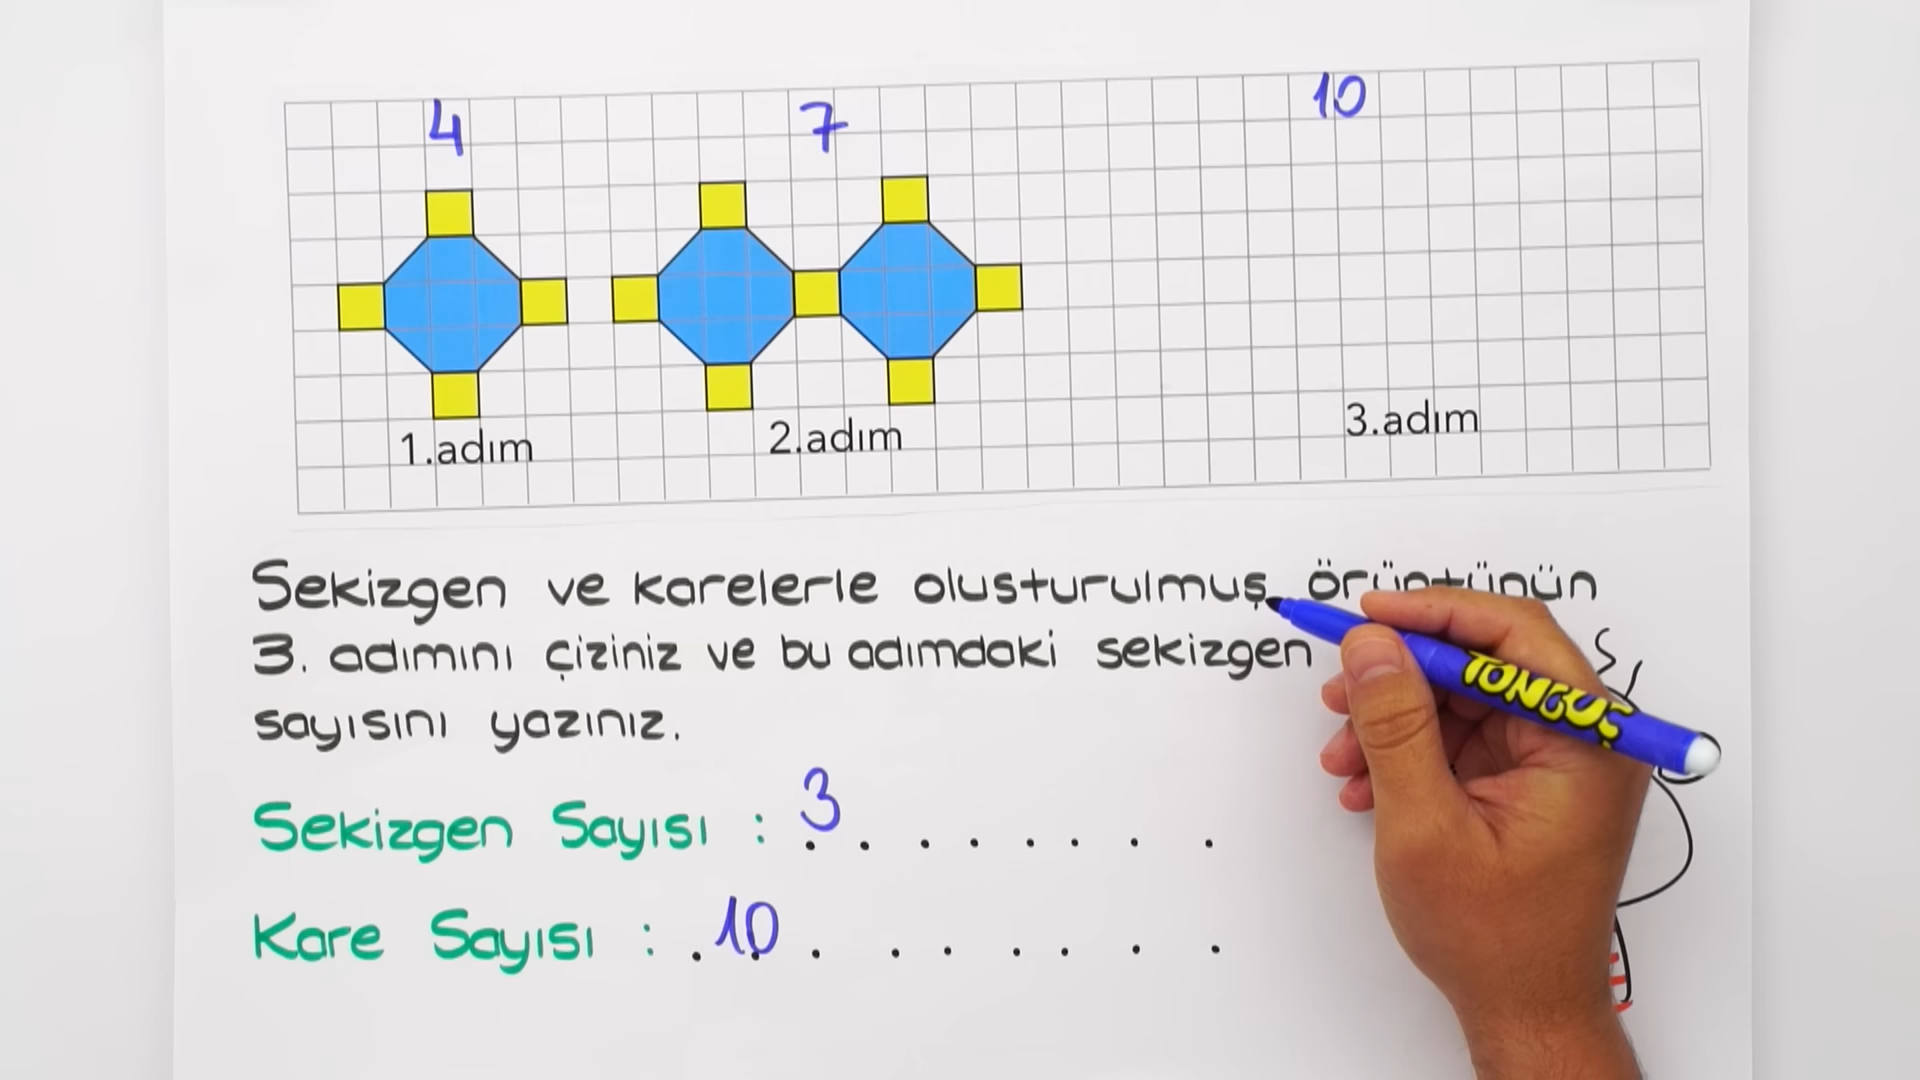 4 7 10
1.adım 2.adım 3.adım
Sekizgen ve karelerle olusturulmuş örüntünün
3. adımını çiziniz ve bu adımdaki sekizgen
sayısını yazınız.
Sekizgen Sayısı : 3 . . . . . . . .
Kare Sayısı : . 10 . . . . . . . .
TONGUÇ